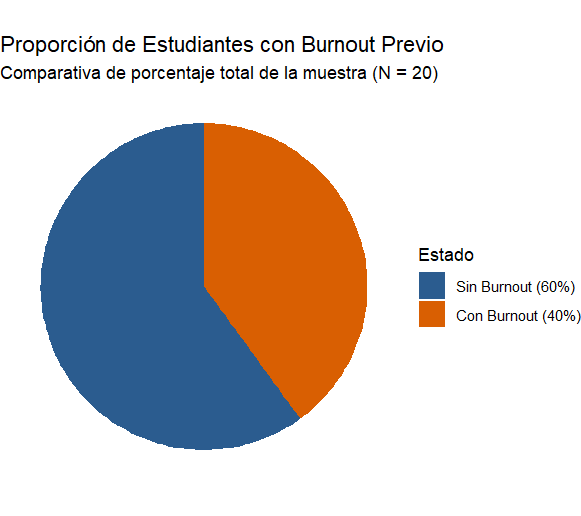 Proporción de Estudiantes con Burnout Previo
Comparativa de porcentaje total de la muestra (N = 20)
Estado
Sin Burnout (60%)
Con Burnout (40%)